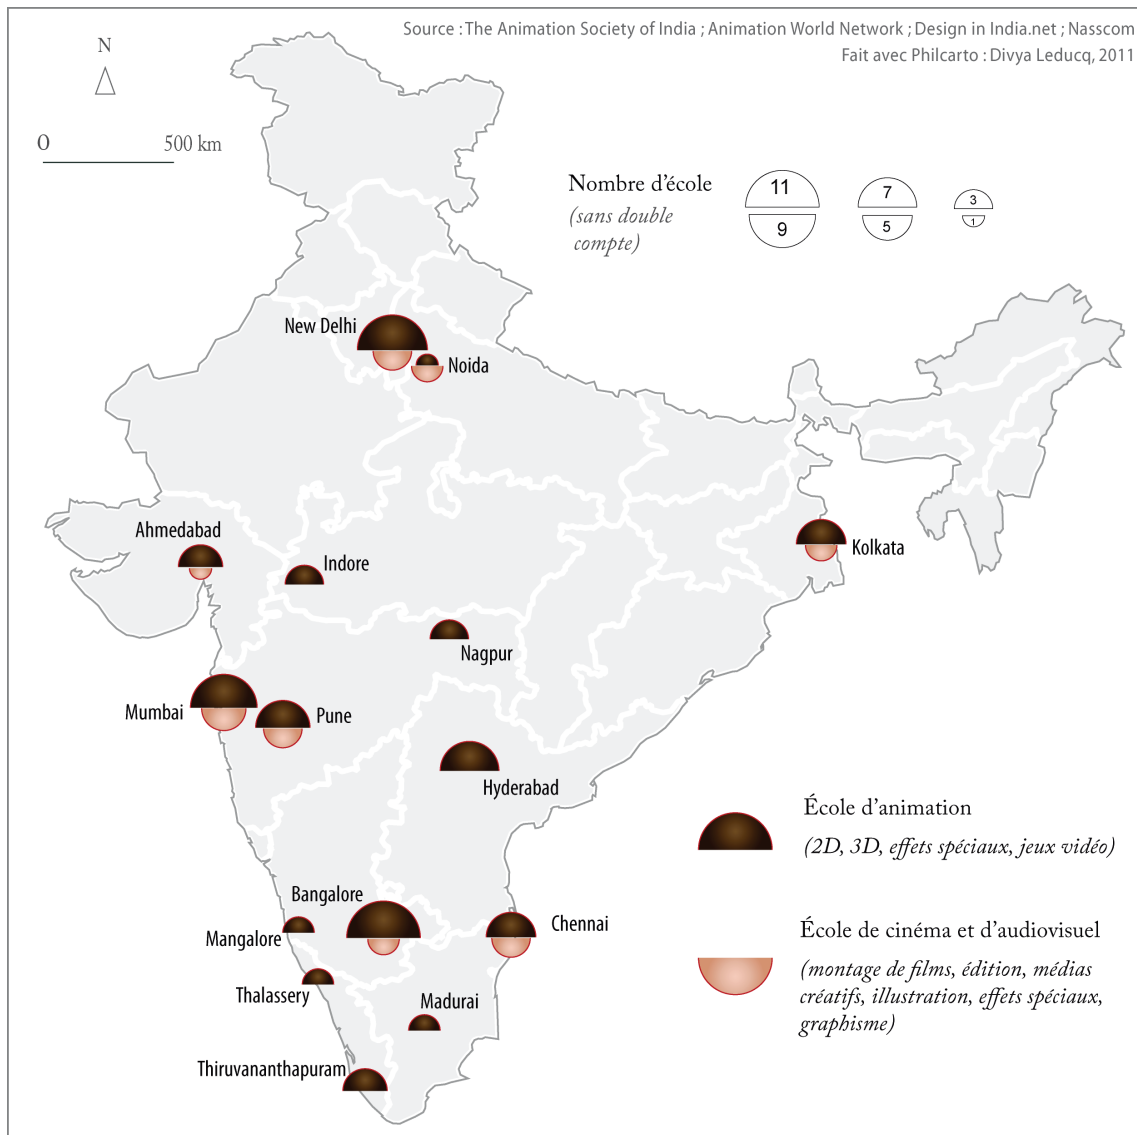 Source : The Animation Society of India ; Animation World Network ; Design in India.net ; Nasscom
Fait avec Philcarto : Divya Leducq, 2011
N
0
500 km
Nombre d'école
(sans double
compte)
11
9
7
5
3
1
New Delhi
Noida
Ahmedabad
Indore
Kolkata
Nagpur
Mumbai
Pune
Hyderabad
École d'animation
(2D, 3D, effets spéciaux, jeux vidéo)
Bangalore
Chennai
Mangalore
École de cinéma et d'audiovisuel
(montage de films, édition, médias
créatifs, illustration, effets spéciaux,
graphisme)
Thalassery
Madurai
Thiruvananthapuram